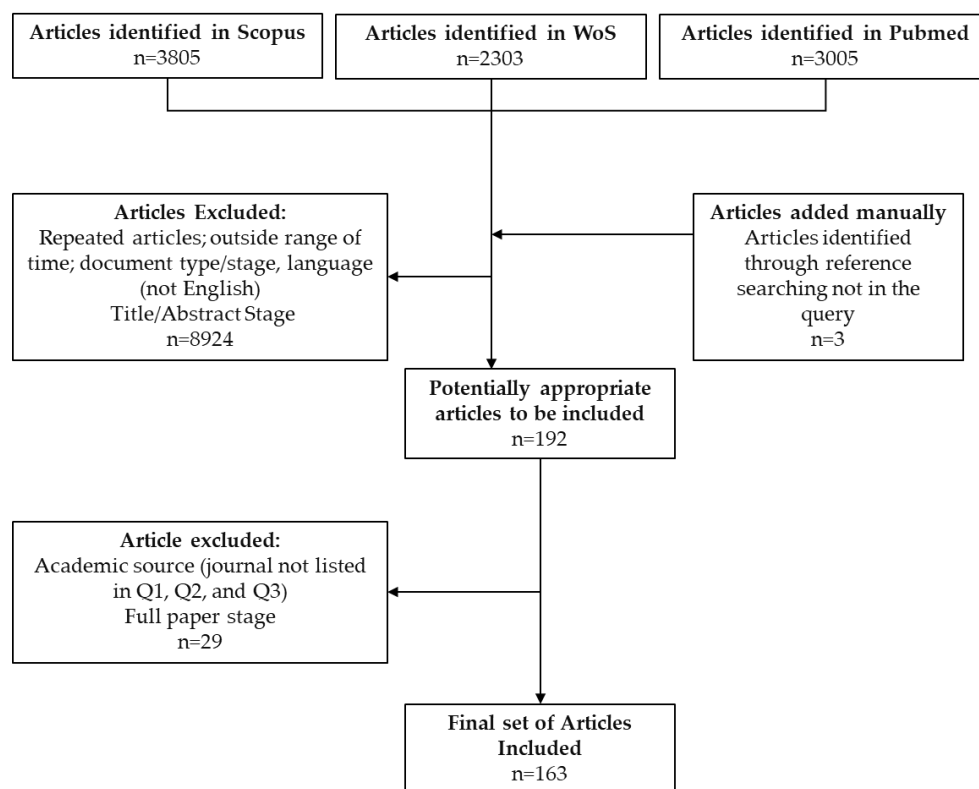 Articles identified in Scopus
n=3805
Articles identified in WoS
n=2303
Articles identified in Pubmed
n=3005
Articles Excluded:
Repeated articles; outside range of
time; document type/stage, language
(not English)
Title/Abstract Stage
n=8924
Articles added manually
Articles identified
through reference
searching not in the
query
n=3
Potentially appropriate
articles to be included
n=192
Article excluded:
Academic source (journal not listed
in Q1, Q2, and Q3)
Full paper stage
n=29
Final set of Articles
Included
n=163